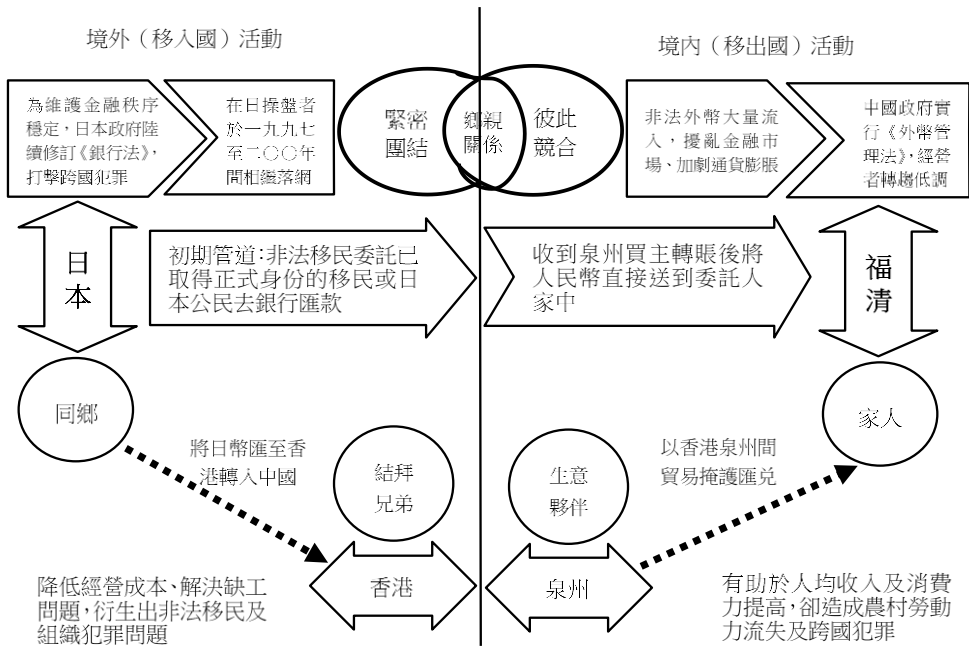 境外（移入國）活動
境內（移出國）活動
為維護金融秩序
穩定，日本政府陸
續修訂《銀行法》，
打擊跨國犯罪
在日操盤者
於一九九七
至二〇〇年
間相繼落網
緊密
團結
鄉親
關係
彼此
競合
非法外幣大量流
入，擾亂金融市
場、加劇通貨膨脹
中國政府實
行《外幣管
理法》，經營
者轉趨低調
日
本
初期管道：非法移民委託已
取得正式身份的移民或日
本公民去銀行匯款
收到泉州買主轉賬後將
人民幣直接送到委託人
家中
福
清
同鄉
家人
將日幣匯至香
港轉入中國
結拜
兄弟
生意
夥伴
以香港泉州間
貿易掩護匯兌
香港
泉州
降低經營成本、解決缺工
問題，衍生出非法移民及
組織犯罪問題
有助於人均收入及消費
力提高，卻造成農村勞動
力流失及跨國犯罪